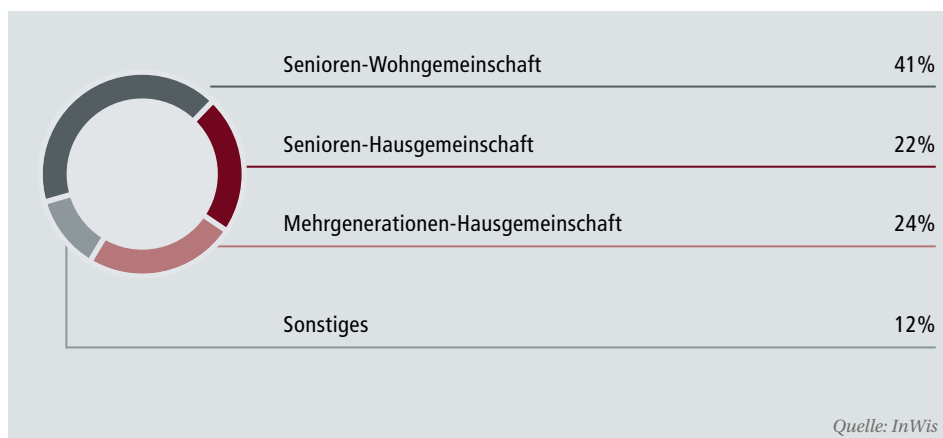 Senioren-Wohngemeinschaft 41%
Senioren-Hausgemeinschaft 22%
Mehrgenerationen-Hausgemeinschaft 24%
Sonstiges 12%
Quelle: InWis